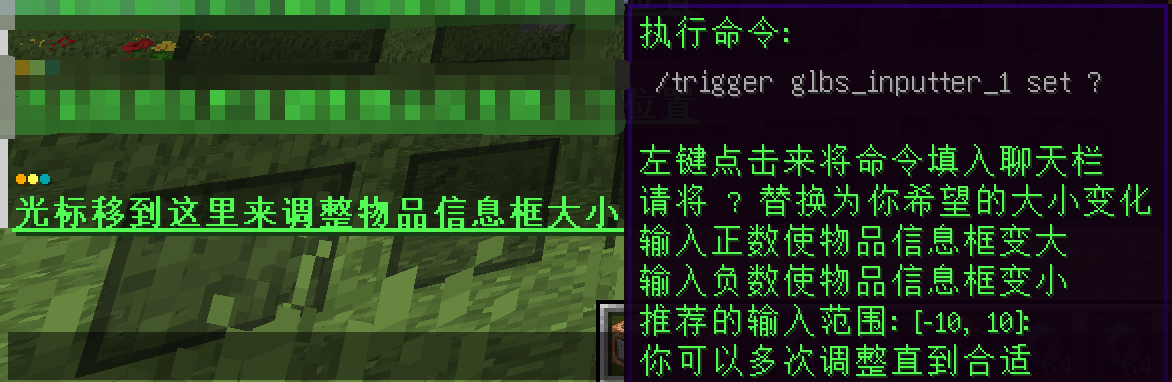 光标移到这里来调整物品信息框大小
执行命令:
/trigger glbs_inputter_1 set ?
左键点击来将命令填入聊天栏
请将 ? 替换为你希望的大小变化
输入正数使物品信息框变大
输入负数使物品信息框变小
推荐的输入范围: [-10, 10]:
你可以多次调整直到合适